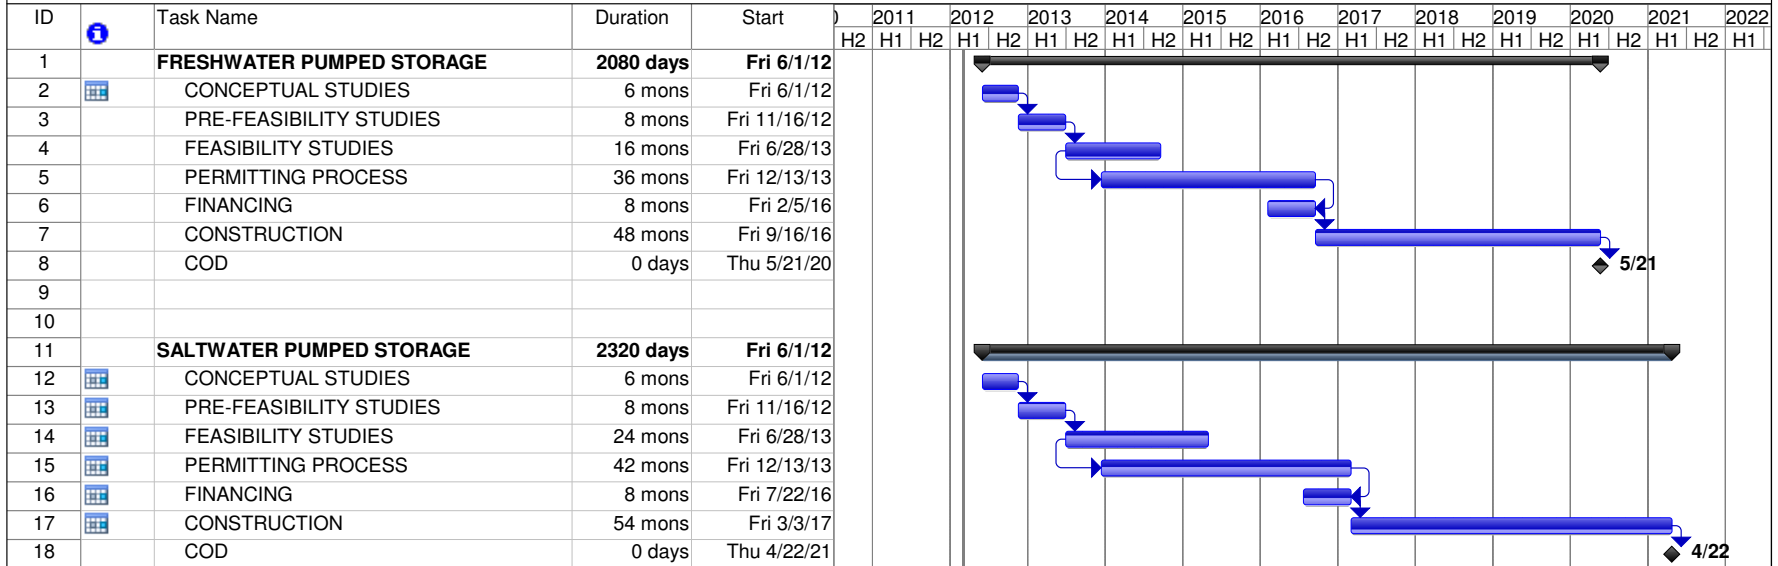 ID Task Name Duration Start 2011 2012 2013 2014 2015 2016 2017 2018 2019 2020 2021 2022
H2 H1 H2 H1 H2 H1 H2 H1 H2 H1 H2 H1 H2 H1 H2 H1 H2 H1 H2 H1 H2 H1 H2 H1
1 FRESHWATER PUMPED STORAGE 2080 days Fri 6/1/12
2 CONCEPTUAL STUDIES 6 mons Fri 6/1/12
3 PRE-FEASIBILITY STUDIES 8 mons Fri 11/16/12
4 FEASIBILITY STUDIES 16 mons Fri 6/28/13
5 PERMITTING PROCESS 36 mons Fri 12/13/13
6 FINANCING 8 mons Fri 2/5/16
7 CONSTRUCTION 48 mons Fri 9/16/16
8 COD 0 days Thu 5/21/20 5/21
9
10
11 SALTWATER PUMPED STORAGE 2320 days Fri 6/1/12
12 CONCEPTUAL STUDIES 6 mons Fri 6/1/12
13 PRE-FEASIBILITY STUDIES 8 mons Fri 11/16/12
14 FEASIBILITY STUDIES 24 mons Fri 6/28/13
15 PERMITTING PROCESS 42 mons Fri 12/13/13
16 FINANCING 8 mons Fri 7/22/16
17 CONSTRUCTION 54 mons Fri 3/3/17
18 COD 0 days Thu 4/22/21 4/22